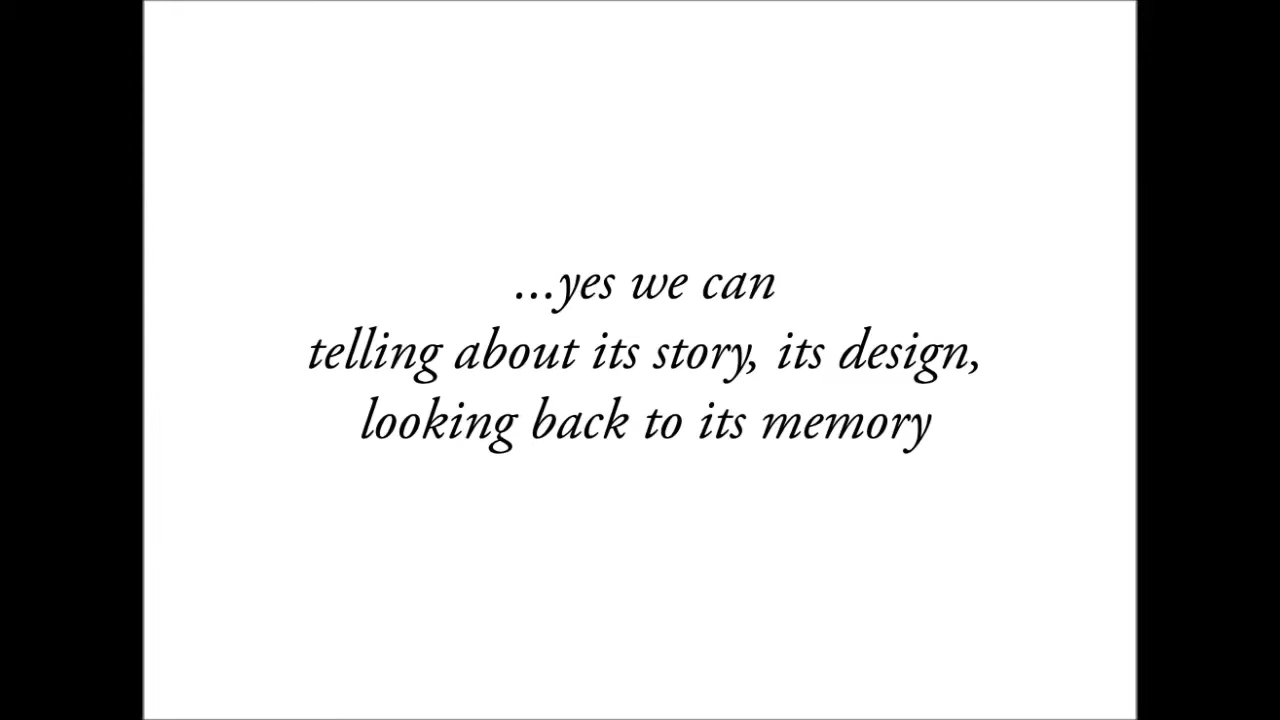 ...yes we can
telling about its story, its design,
looking back to its memory